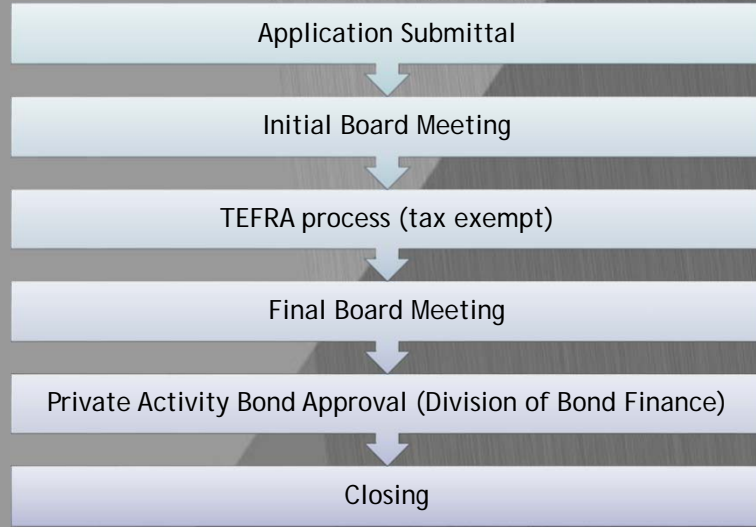 Application Submittal
Initial Board Meeting
TEFRA process (tax exempt)
Final Board Meeting
Private Activity Bond Approval (Division of Bond Finance)
Closing